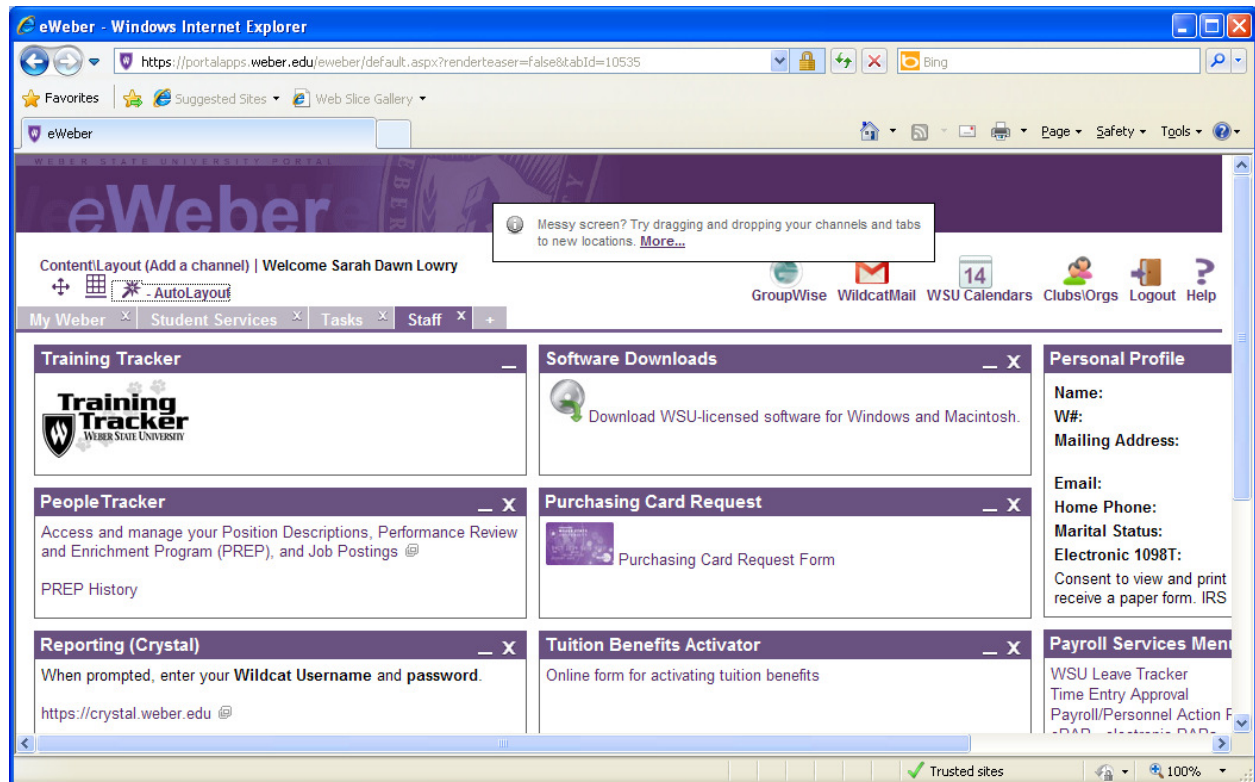 eWeber - Windows Internet Explorer
https://portalapps.weber.edu/eweber/default.aspx?renderteaser=false&tabId=10535
Bing
Favorites
Suggested Sites
Web Slice Gallery
eWeber
Page
Safety
Tools
WEBER STATE UNIVERSITY PORTAL
eWeber
Messy screen? Try dragging and dropping your channels and tabs
to new locations. More...
Content\Layout (Add a channel) | Welcome Sarah Dawn Lowry
- AutoLayout
14
GroupWise WildcatMail WSU Calendars Clubs\Orgs Logout Help
My Weber X Student Services X Tasks X Staff X +
Training Tracker
Training
Tracker
WEBER STATE UNIVERSITY
Software Downloads
Download WSU-licensed software for Windows and Macintosh.
Personal Profile
Name:
W#:
Mailing Address:
Email:
Home Phone:
Marital Status:
Electronic 1098T:
Consent to view and print
receive a paper form. IRS
PeopleTracker
Access and manage your Position Descriptions, Performance Review
and Enrichment Program (PREP), and Job Postings
PREP History
Purchasing Card Request
Purchasing Card Request Form
Reporting (Crystal)
When prompted, enter your Wildcat Username and password.
https://crystal.weber.edu
Tuition Benefits Activator
Online form for activating tuition benefits
Payroll Services Menu
WSU Leave Tracker
Time Entry Approval
Payroll/Personnel Action
Trusted sites
100%